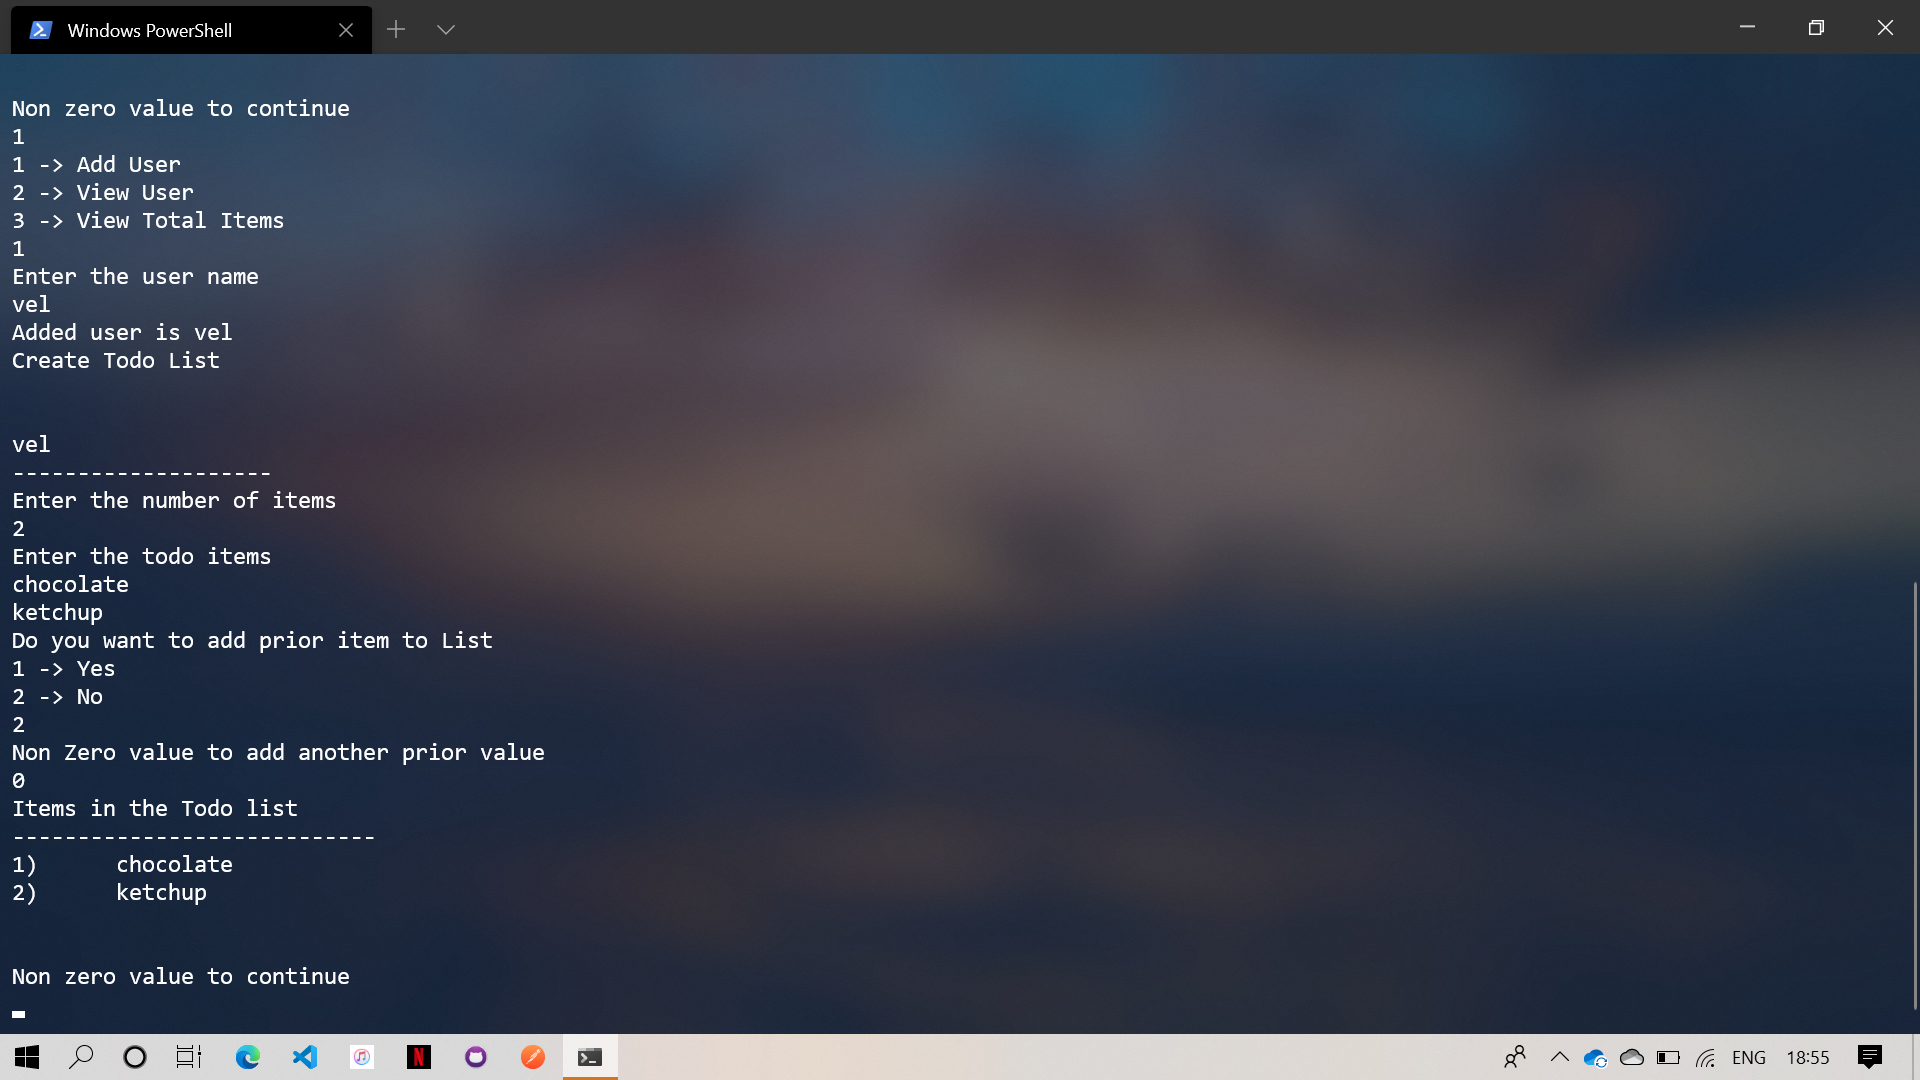 Windows PowerShell
Non zero value to continue
1
1 -> Add User
2 -> View User
3 -> View Total Items
1
Enter the user name
vel
Added user is vel
Create Todo List
vel
--------------------
Enter the number of items
2
Enter the todo items
chocolate
ketchup
Do you want to add prior item to List
1 -> Yes
2 -> No
2
Non Zero value to add another prior value
0
Items in the Todo list
----------------------------
1)      chocolate
2)      ketchup
Non zero value to continue
N
ENG 18:55